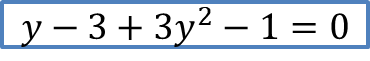 y − 3 + 3y² − 1 = 0